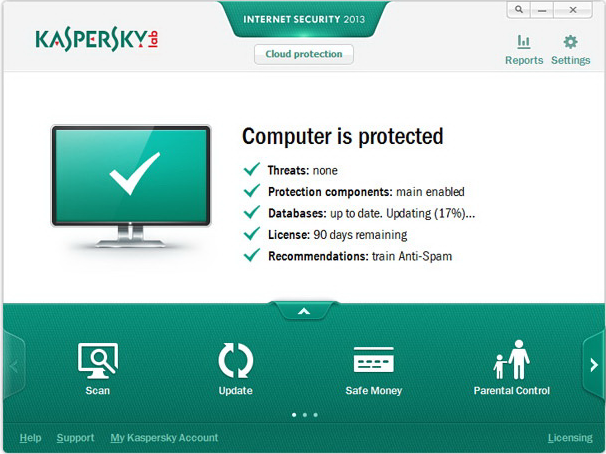 KASPERSKY lab
INTERNET SECURITY 2013
Cloud protection
Reports Settings
Computer is protected
Threats: none
Protection components: main enabled
Databases: up to date. Updating (17%)...
License: 90 days remaining
Recommendations: train Anti-Spam
Scan Update Safe Money Parental Control
Help Support My Kaspersky Account Licensing